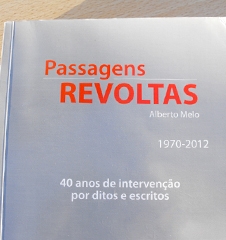 Passagens
REVOLTAS
Alberto Melo
1970-2012
40 anos de intervenção
por ditos e escritos